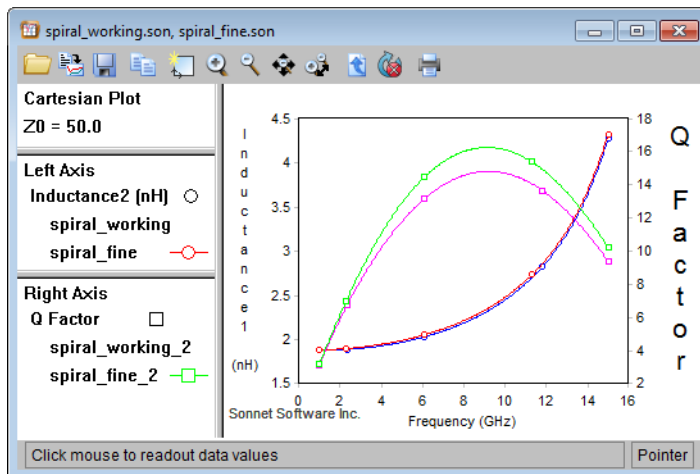 spiral_working.son, spiral_fine.son
Cartesian Plot
Z0 = 50.0
Left Axis
Inductance2 (nH)
spiral_working
spiral_fine
Right Axis
Q Factor
spiral_working_2
spiral_fine_2
Inductance1
(nH)
4.5
4
3.5
3
2.5
2
1.5
18
16
14
12
10
8
6
4
2
Q Factor
0 2 4 6 8 10 12 14 16
Sonnet Software Inc.
Frequency (GHz)
Click mouse to readout data values
Pointer